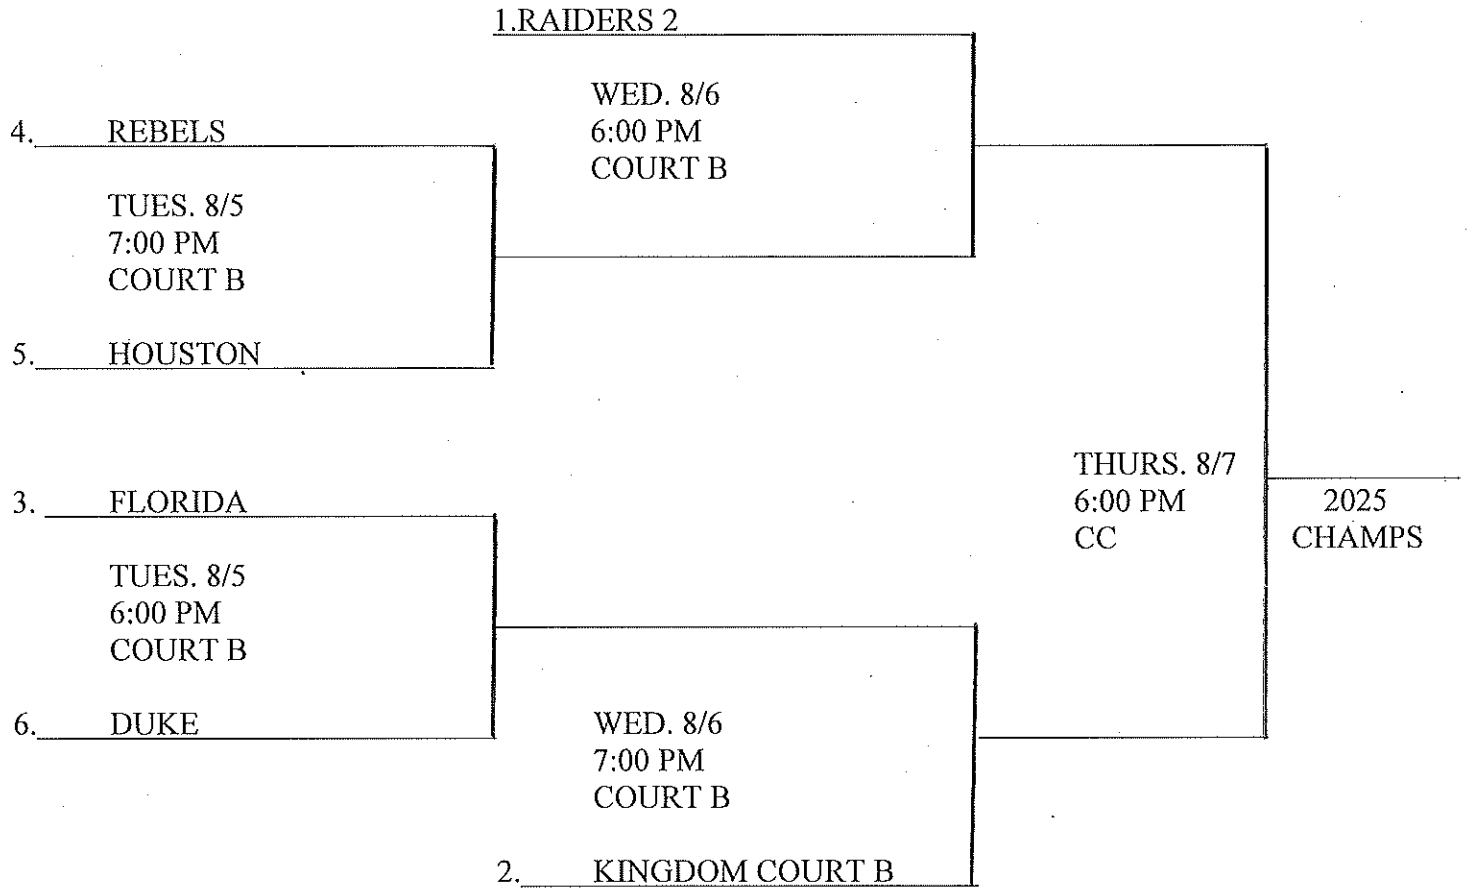 1.RAIDERS 2
WED. 8/6
6:00 PM
COURT B
4. REBELS
TUES. 8/5
7:00 PM
COURT B
5. HOUSTON
3. FLORIDA
TUES. 8/5
6:00 PM
COURT B
6. DUKE
WED. 8/6
7:00 PM
COURT B
2. KINGDOM COURT B
THURS. 8/7
6:00 PM
CC
2025
CHAMPS